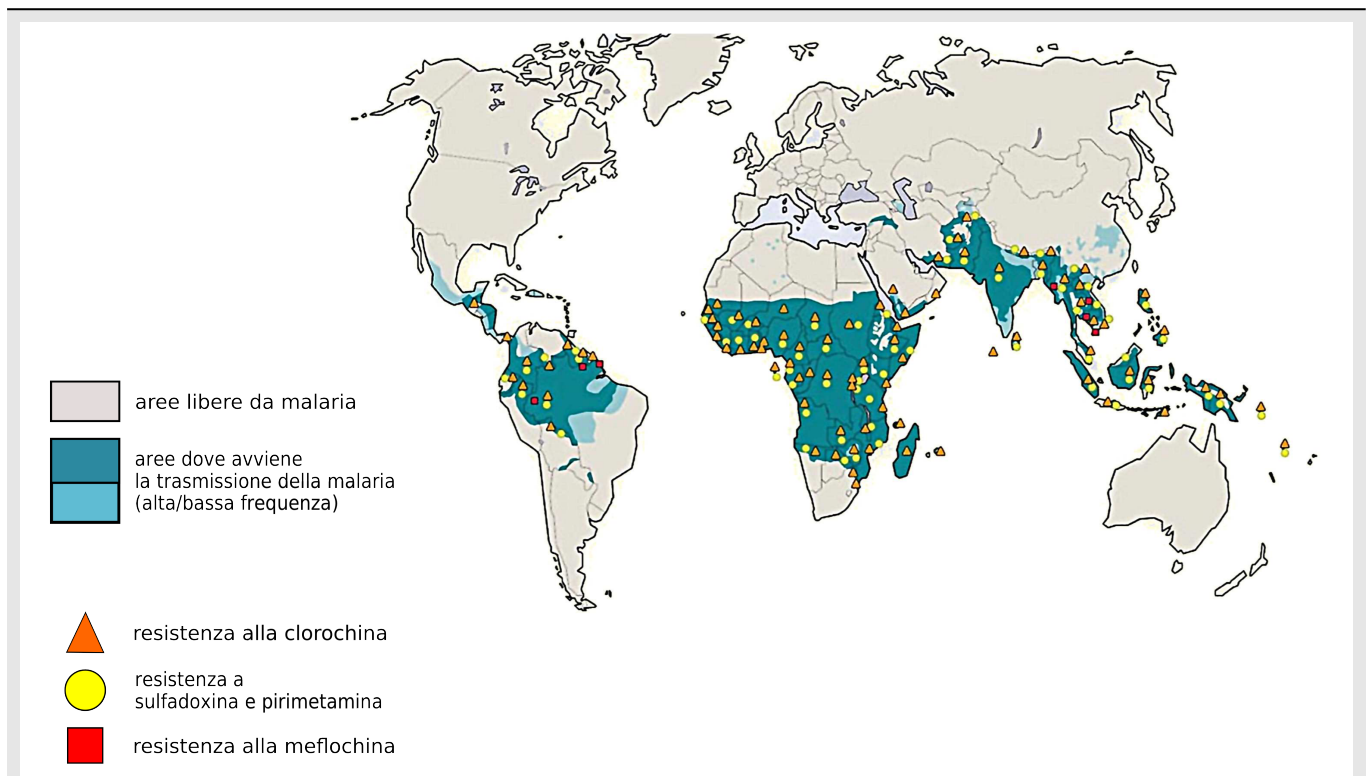 aree libere da malaria
aree dove avviene
la trasmissione della malaria
(alta/bassa frequenza)
resistenza alla clorochina
resistenza a
sulfadoxina e pirimetamina
resistenza alla meflochina